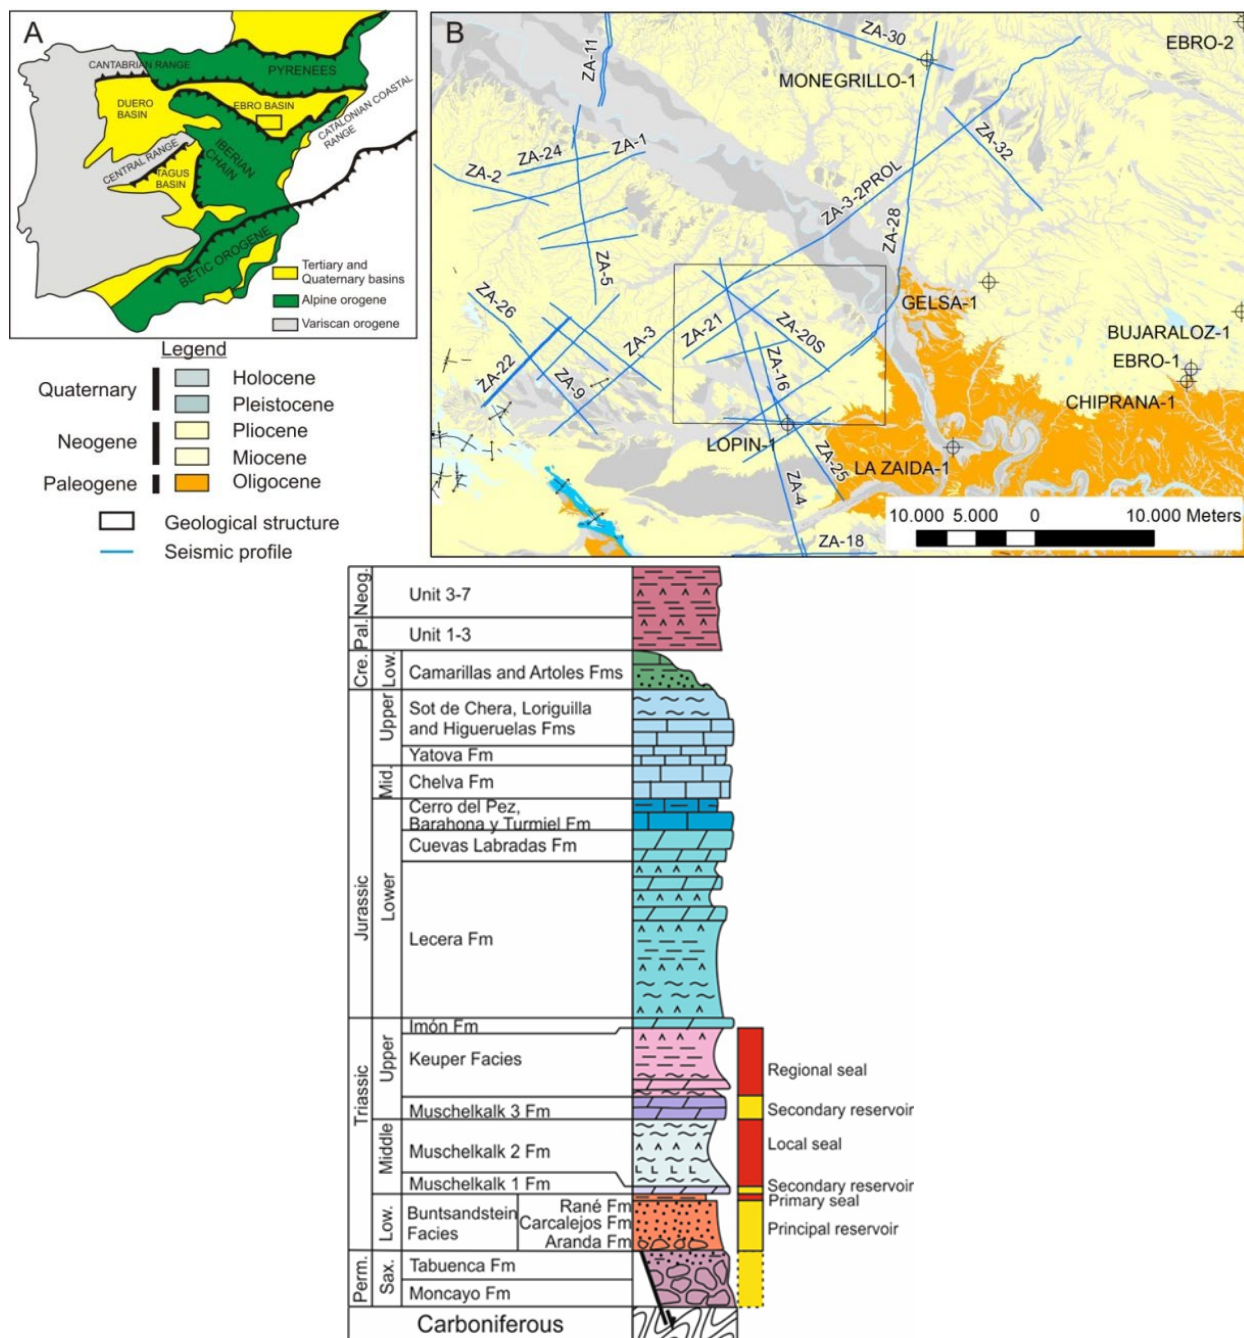 A
CANTABRIAN RANGE
PYRENEES
DUERO
BASIN
EBRO BASIN
CATALONIAN COASTAL
RANGE
CENTRAL RANGE
IBERIAN
CHAIN
TAGUS
BASIN
BETIC OROGENE
Tertiary and
Quaternary basins
Alpine orogene
Variscan orogene
Legend
Quaternary
Holocene
Pleistocene
Neogene
Pliocene
Miocene
Paleogene
Oligocene
Geological structure
Seismic profile
B
ZA-11
ZA-30
EBRO-2
MONEGRILLO-1
ZA-24
ZA-1
ZA-32
ZA-2
ZA-3-2PROL
ZA-28
ZA-5
ZA-26
GELSA-1
ZA-21
ZA-20S
BUJARALOZ-1
ZA-3
EBRO-1
ZA-22
ZA-9
ZA-16
CHIPRANA-1
LOPIN-1
ZA-25
LA ZAIDA-1
ZA-4
10.000 5.000 0 10.000 Meters
ZA-18
Neog.
Unit 3-7
Pal.
Unit 1-3
Cre.
Low.
Camarillas and Artoles Fms
Jurassic
Upper
Sot de Chera, Loriguilla
and Higueruelas Fms
Yatova Fm
Mid.
Chelva Fm
Lower
Cerro del Pez,
Barahona y Turmiel Fm
Cuevas Labradas Fm
Lecera Fm
Triassic
Upper
Imón Fm
Keuper Facies
Regional seal
Muschelkalk 3 Fm
Secondary reservoir
Middle
Muschelkalk 2 Fm
Local seal
Muschelkalk 1 Fm
Secondary reservoir
Primary seal
Low.
Buntsandstein
Facies
Rané Fm
Carcalejos Fm
Aranda Fm
Principal reservoir
Perm.
Sax.
Tabuenca Fm
Moncayo Fm
Carboniferous